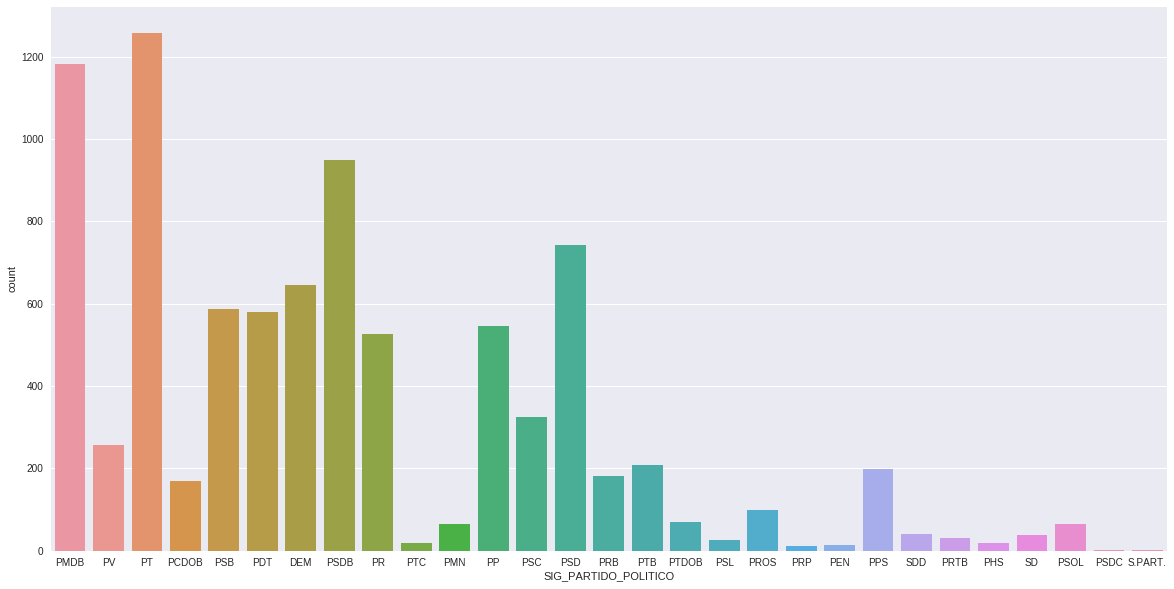 1200
1000
800
600
400
200
0
count
PMDB PV PT PCDOB PSB PDT DEM PSDB PR PTC PMN PP PSC PSD PRB PTB PTDOB PSL PROS PRP PEN PPS SDD PRTB PHS SD PSOL PSDC S.PART.
SIG_PARTIDO_POLITICO